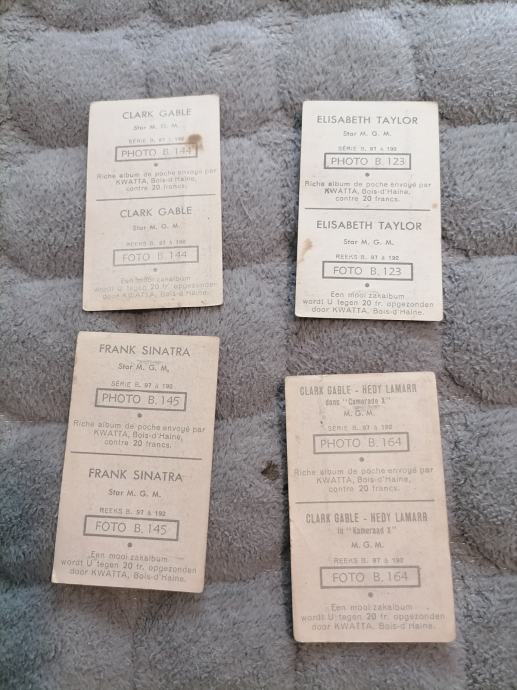 CLARK GABLE
Star M. G. M.
SÉRIE B. 97 à 192
PHOTO B. 144
Riche album de poche envoyé par
KWATTA, Bois-d'Haine,
contre 20 francs.
CLARK GABLE
Star M. G. M.
REEKS B. 97 à 192
FOTO B. 144
Een mooi zakalbum
wordt U tegen 20 fr. opgezonden
door KWATTA, Bois-d'Haine.
ELISABETH TAYLOR
Star M. G. M.
SÉRIE B. 97 à 192
PHOTO B. 123
Riche album de poche envoyé par
KWATTA, Bois-d'Haine,
contre 20 francs.
ELISABETH TAYLOR
Star M. G. M.
REEKS B. 97 à 192
FOTO B. 123
Een mooi zakalbum
wordt U tegen 20 fr. opgezonden
door KWATTA, Bois-d'Haine.
FRANK SINATRA
Star M. G. M.
SÉRIE B. 97 à 192
PHOTO B. 145
Riche album de poche envoyé par
KWATTA, Bois-d'Haine,
contre 20 francs.
FRANK SINATRA
Star M. G. M.
REEKS B. 97 à 192
FOTO B. 145
Een mooi zakalbum
wordt U tegen 20 fr. opgezonden
door KWATTA, Bois-d'Haine.
CLARK GABLE - HEDY LAMARR
dans "Camarade X"
M. G. M.
SÉRIE B. 97 à 192
PHOTO B. 164
Riche album de poche envoyé par
KWATTA, Bois-d'Haine,
contre 20 francs.
CLARK GABLE - HEDY LAMARR
in "Kameraad X"
M. G. M.
REEKS B. 97 à 192
FOTO B. 164
Een mooi zakalbum
wordt U tegen 20 fr. opgezonden
door KWATTA, Bois-d'Haine.